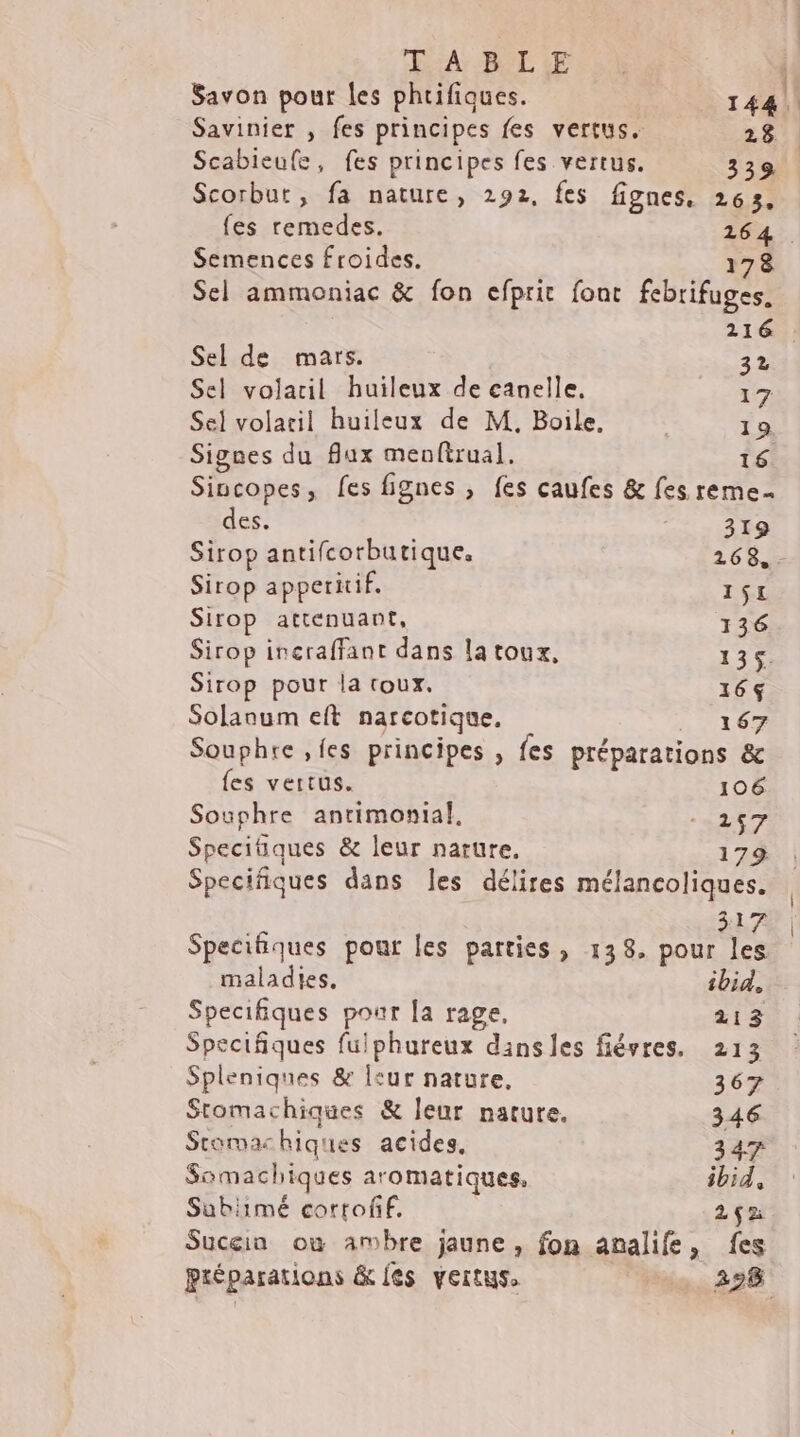 TABLE
Savon pour les phtifiques. 144
Savinier , ſes principes ſes vertus. 28
Scabieuſe, ſes principes ſes vertus. 339
Scorbut, ſa nature, 292, ſes ſignes, 263,
ſes remedes. 264
Semences froides. 178
Sel ammoniac & ſon eſprit ſont febrifuges.
216
Sel de mars. 32
Sel volatil huileux de canelle. 17
Sel volatil huileux de M. Boile. 19
Signes du flux menſtrual. 16
Sincopes, ſes ſignes , ſes cauſes & ſes reme-
des. 319
Sirop antiſcorbutique. 268,
Sirop apperitif. 151
Sirop attenuant, 136
Sirop incraſſant dans la toux, 135.
Sirop pour la toux. 165
Solanum eſt narcotique. 167
Souphre , ſes principes , ſes préparations &
ſes vertus. 106
Souphre antimonial. 257
Specifiques & leur nature. 179
Specifiques dans les délires mélancoliques.
317
Specifiques pour les parties , 138. pour les
maladies. ibid.
Specifiques pour la rage. 213
Specifiques ſulphureux dans les fiévres. 213
Spleniques & leur nature. 367
Stomachiques & leur nature. 346
Stomachiques acides. 347
Somachiques aromatiques. ibid.
Sublimé corroſif. 252
Succin ou ambre jaune, ſon analiſe, ſes
préparations & ſes vertus. 298